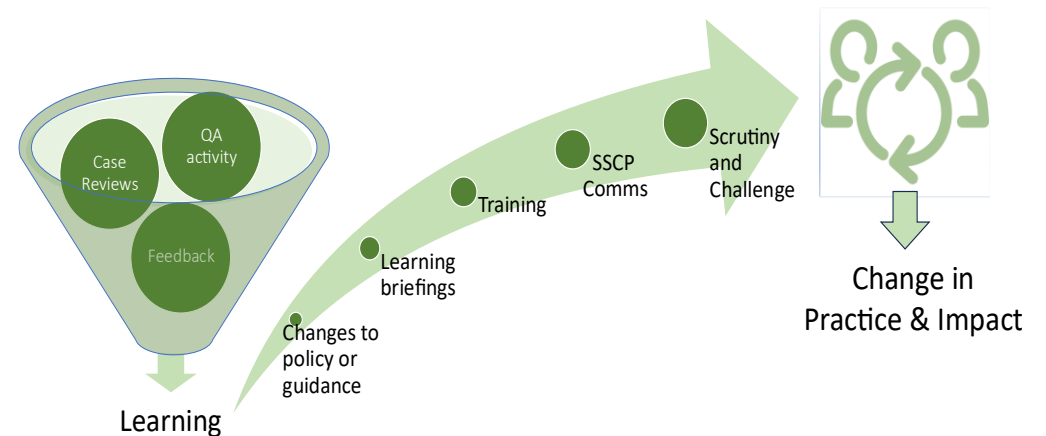 QA
activity
Case
Reviews
Feedback
Learning
Changes to
policy or
guidance
Learning
briefings
Training
SSCP
Comms
Scrutiny
and
Challenge
Change in
Practice & Impact